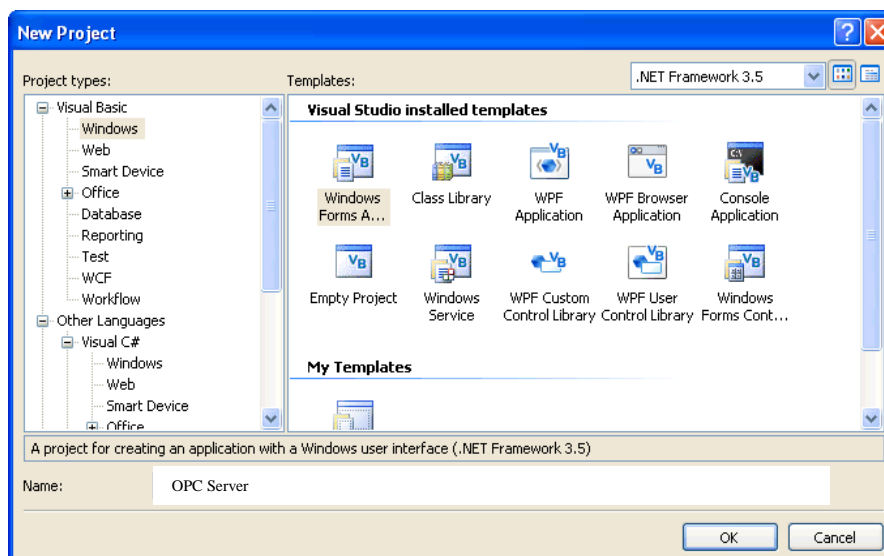 New Project
Project types:
Templates:
.NET Framework 3.5
Visual Basic
Windows
Web
Smart Device
Office
Database
Reporting
Test
WCF
Workflow
Other Languages
Visual C#
Windows
Web
Smart Device
Office
Visual Studio installed templates
Windows
Forms A...
Class Library
WPF
Application
WPF Browser
Application
Console
Application
Empty Project
Windows
Service
WPF Custom
Control Library
WPF User
Control Library
Windows
Forms Cont...
My Templates
A project for creating an application with a Windows user interface (.NET Framework 3.5)
Name:
OPC Server
OK
Cancel